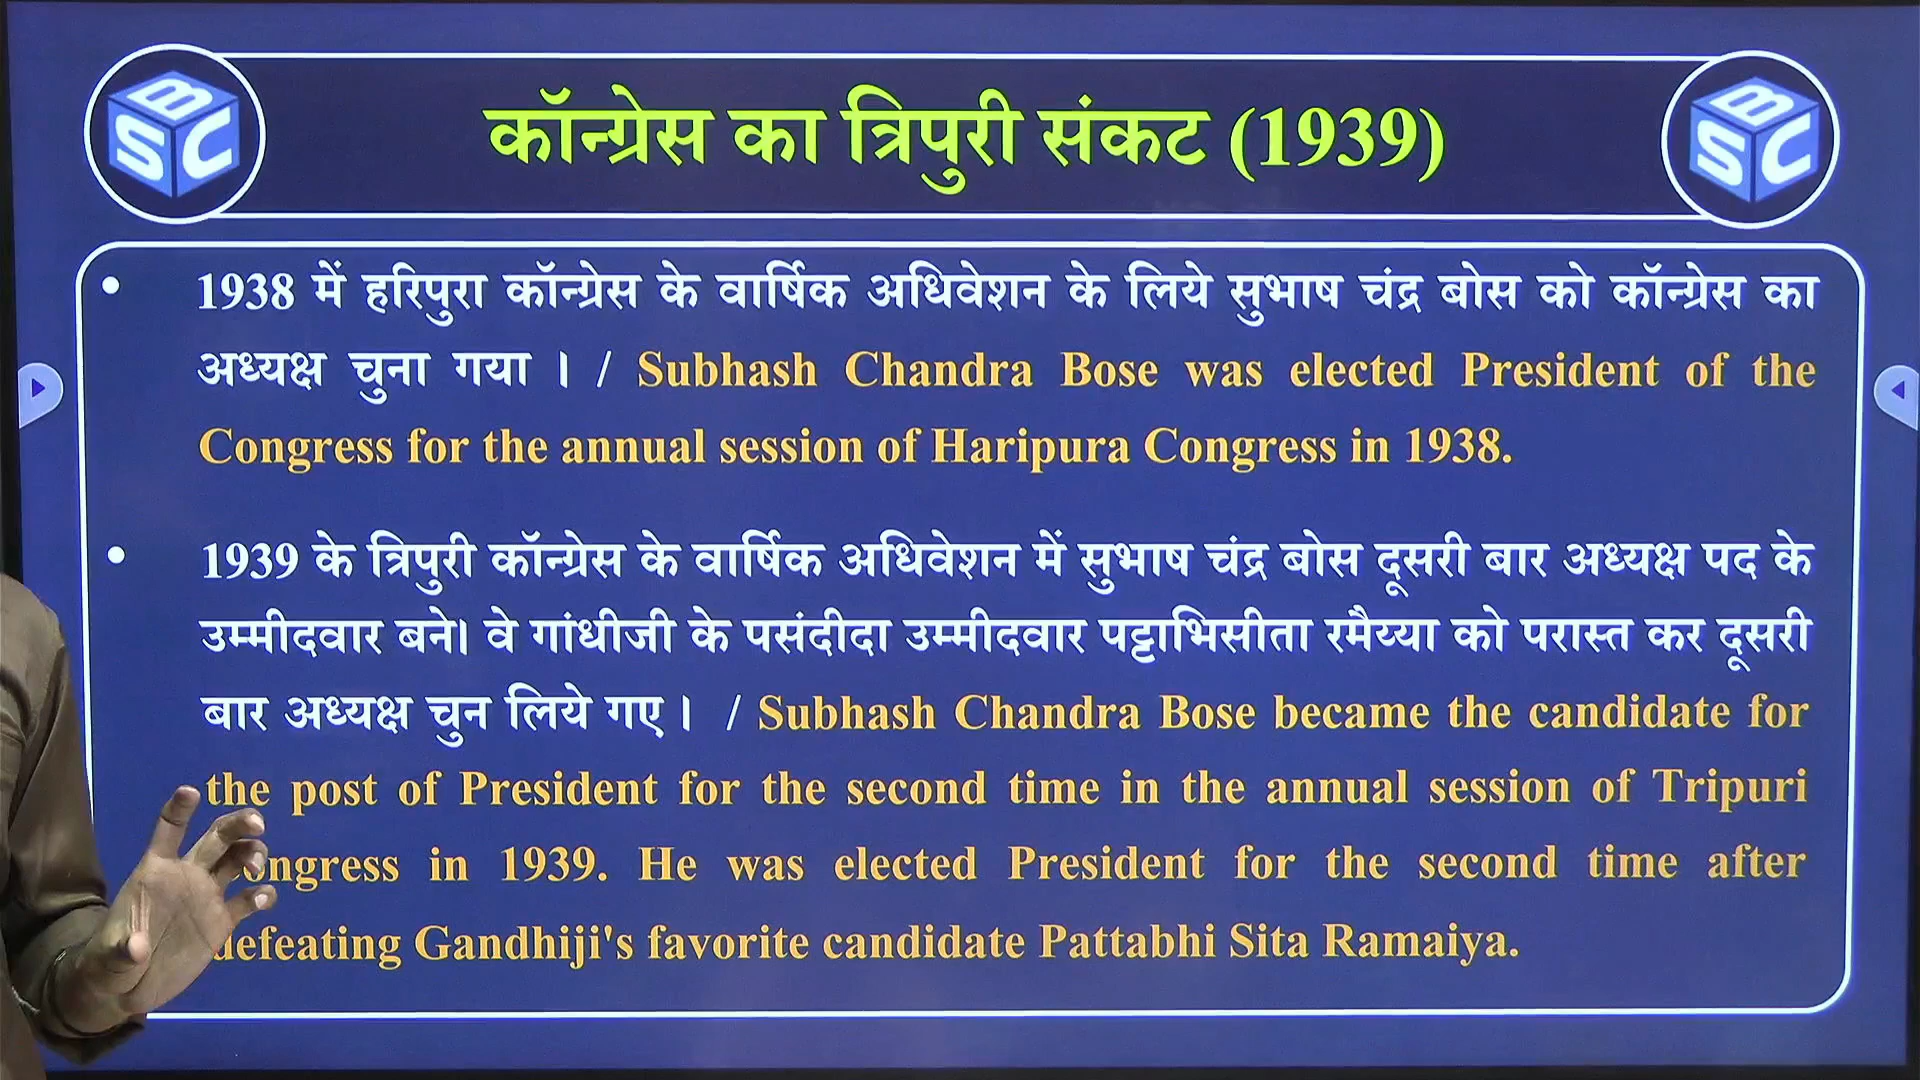 BSC
कॉन्ग्रेस का त्रिपुरी संकट (1939)
BSC
• 1938 में हरिपुरा कॉन्ग्रेस के वार्षिक अधिवेशन के लिये सुभाष चंद्र बोस को कॉन्ग्रेस का
अध्यक्ष चुना गया । / Subhash Chandra Bose was elected President of the
Congress for the annual session of Haripura Congress in 1938.
• 1939 के त्रिपुरी कॉन्ग्रेस के वार्षिक अधिवेशन में सुभाष चंद्र बोस दूसरी बार अध्यक्ष पद के
उम्मीदवार बने। वे गांधीजी के पसंदीदा उम्मीदवार पट्टाभिसीता रमैय्या को परास्त कर दूसरी
बार अध्यक्ष चुन लिये गए । / Subhash Chandra Bose became the candidate for
the post of President for the second time in the annual session of Tripuri
ongress in 1939. He was elected President for the second time after
defeating Gandhiji's favorite candidate Pattabhi Sita Ramaiya.